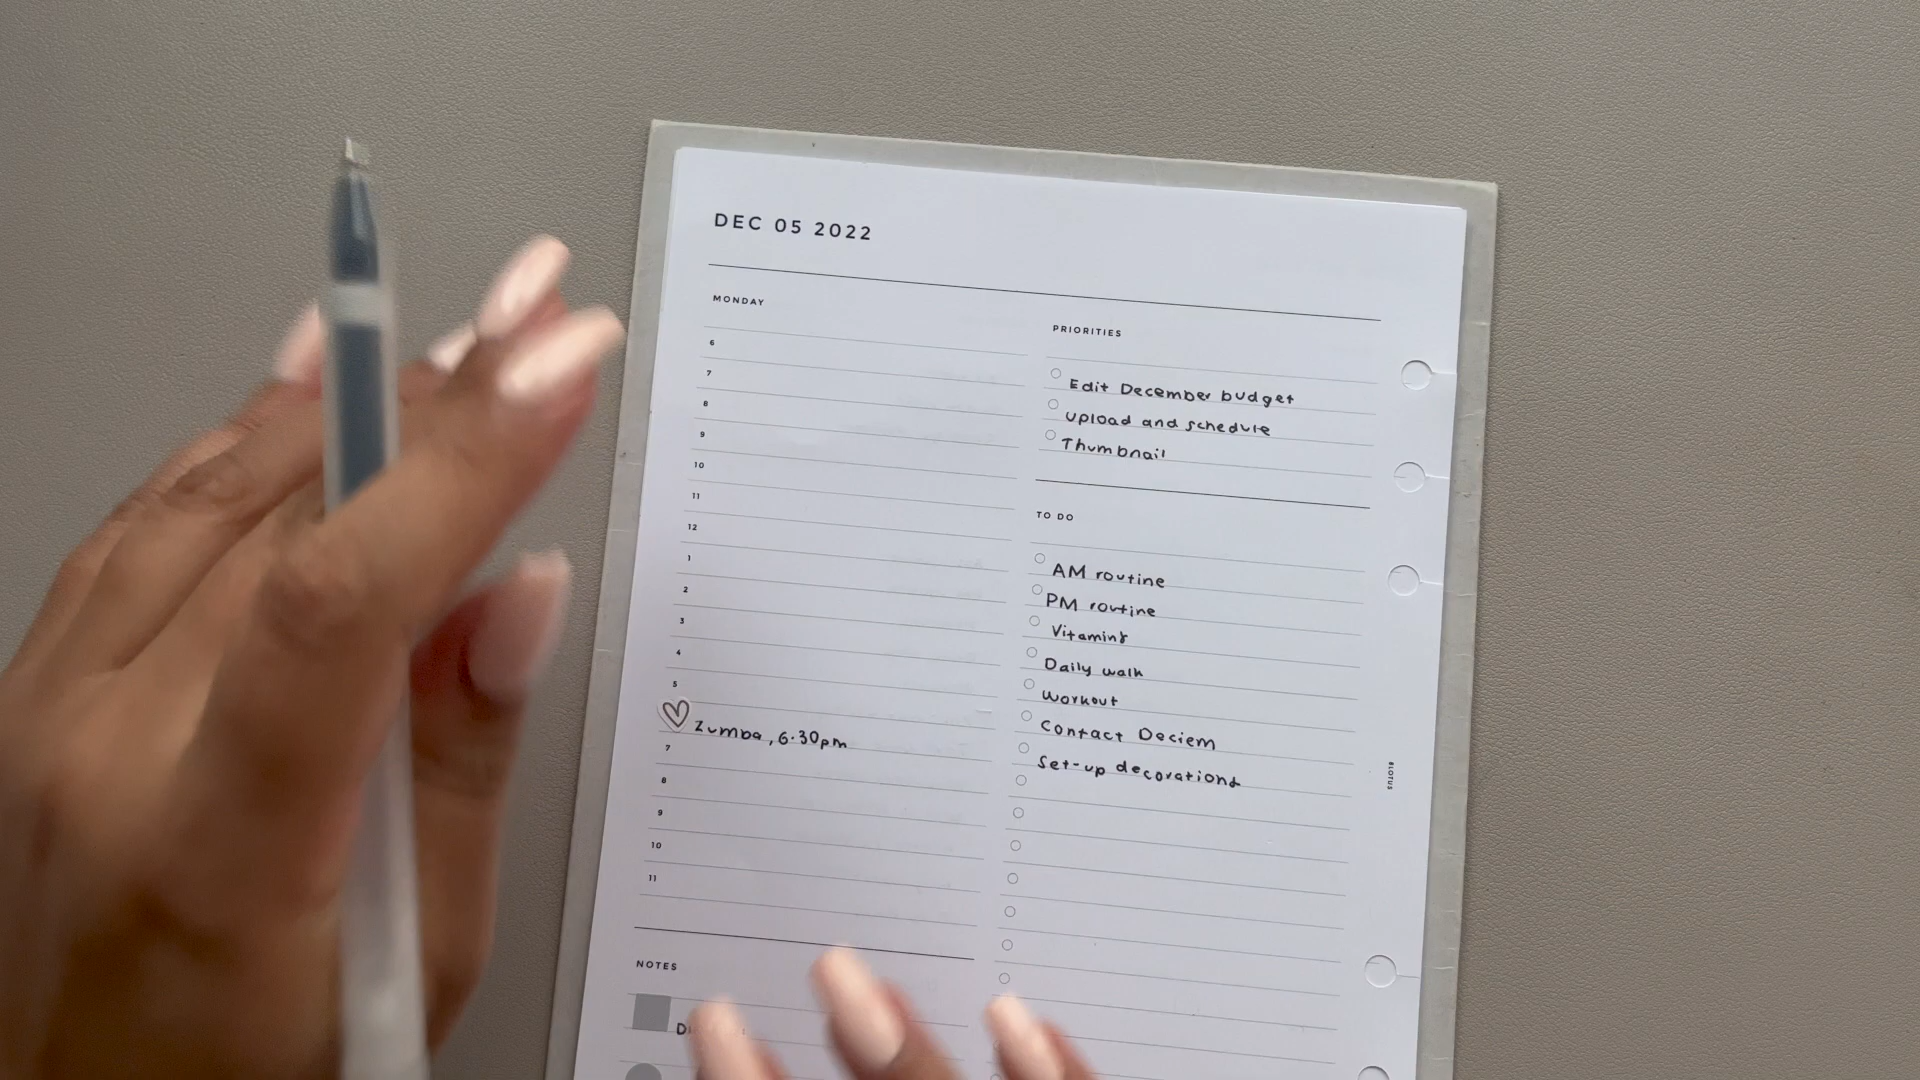 DEC 05 2022
MONDAY
6
7
8
9
10
11
12
1
2
3
4
5
Zumba, 6.30pm
7
8
9
10
11
NOTES
PRIORITIES
Edit December budget
upload and schedule
Thumbnail
TO DO
AM routine
PM routine
Vitamins
Daily walk
Workout
Contact Deciem
Set-up decorations